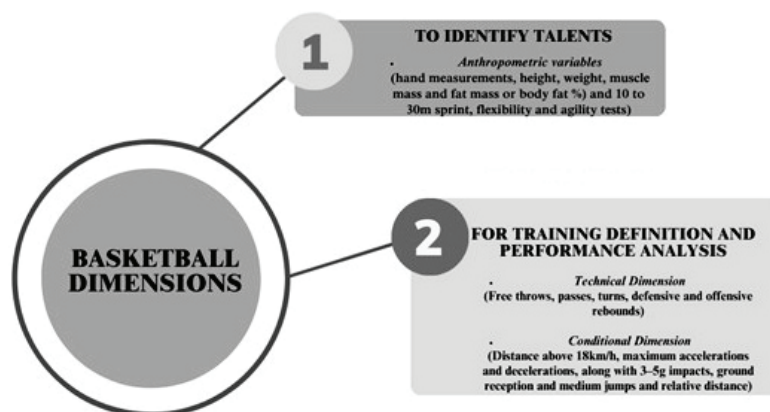 1
TO IDENTIFY TALENTS
• Anthropometric variables
(hand measurements, height, weight, muscle
mass and fat mass or body fat %) and 10 to
30m sprint, flexibility and agility tests)
BASKETBALL
DIMENSIONS
2
FOR TRAINING DEFINITION AND
PERFORMANCE ANALYSIS
• Technical Dimension
(Free throws, passes, turns, defensive and offensive
rebounds)
• Conditional Dimension
(Distance above 18km/h, maximum accelerations
and decelerations, along with 3–5g impacts, ground
reception and medium jumps and relative distance)